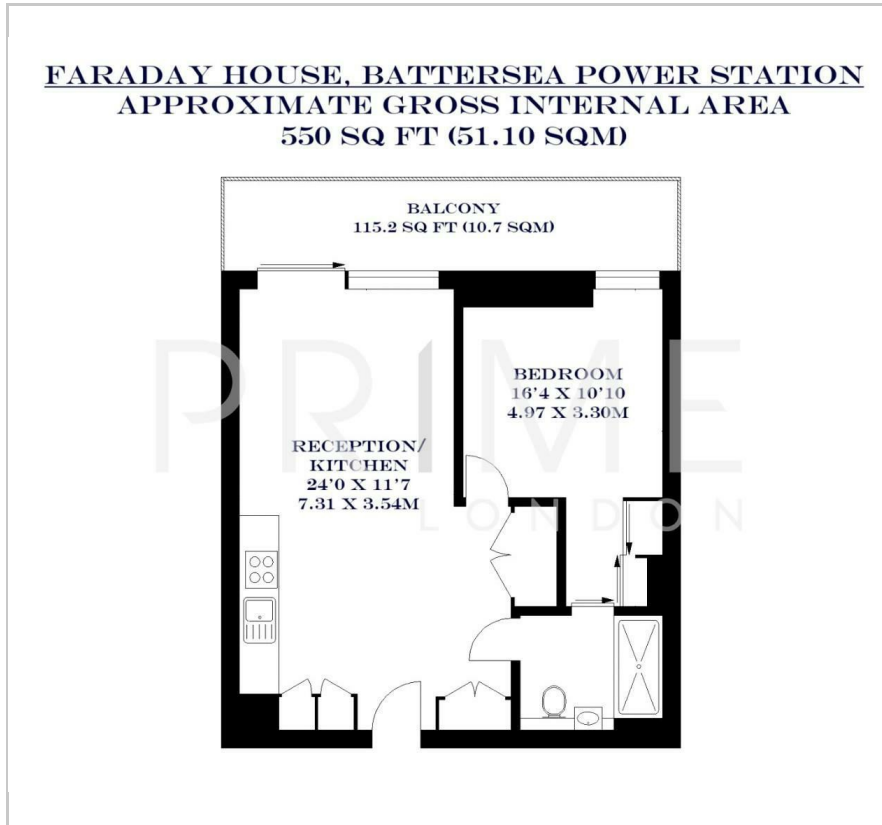 FARADAY HOUSE, BATTERSEA POWER STATION
APPROXIMATE GROSS INTERNAL AREA
550 SQ FT (51.10 SQM)
BALCONY
115.2 SQ FT (10.7 SQM)
BEDROOM
16'4 X 10'10
4.97 X 3.30M
RECEPTION/
KITCHEN
24'0 X 11'7
7.31 X 3.54M
PRIME
LONDON